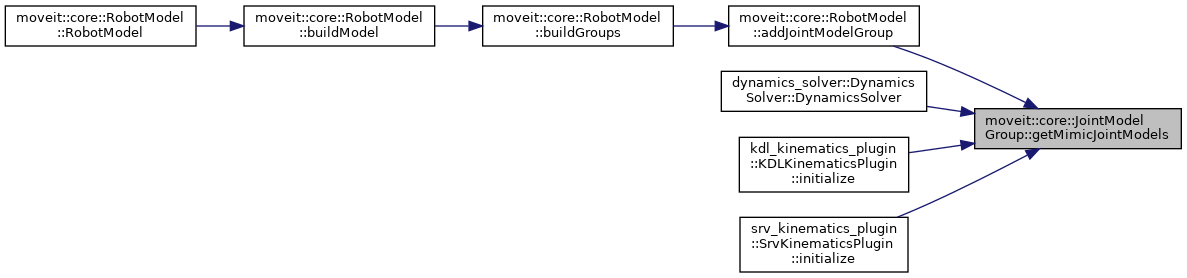 moveit::core::RobotModel
::RobotModel
moveit::core::RobotModel
::buildModel
moveit::core::RobotModel
::buildGroups
moveit::core::RobotModel
::addJointModelGroup
dynamics_solver::Dynamics
Solver::DynamicsSolver
moveit::core::JointModel
Group::getMimicJointModels
kdl_kinematics_plugin
::KDLKinematicsPlugin
::initialize
srv_kinematics_plugin
::SrvKinematicsPlugin
::initialize